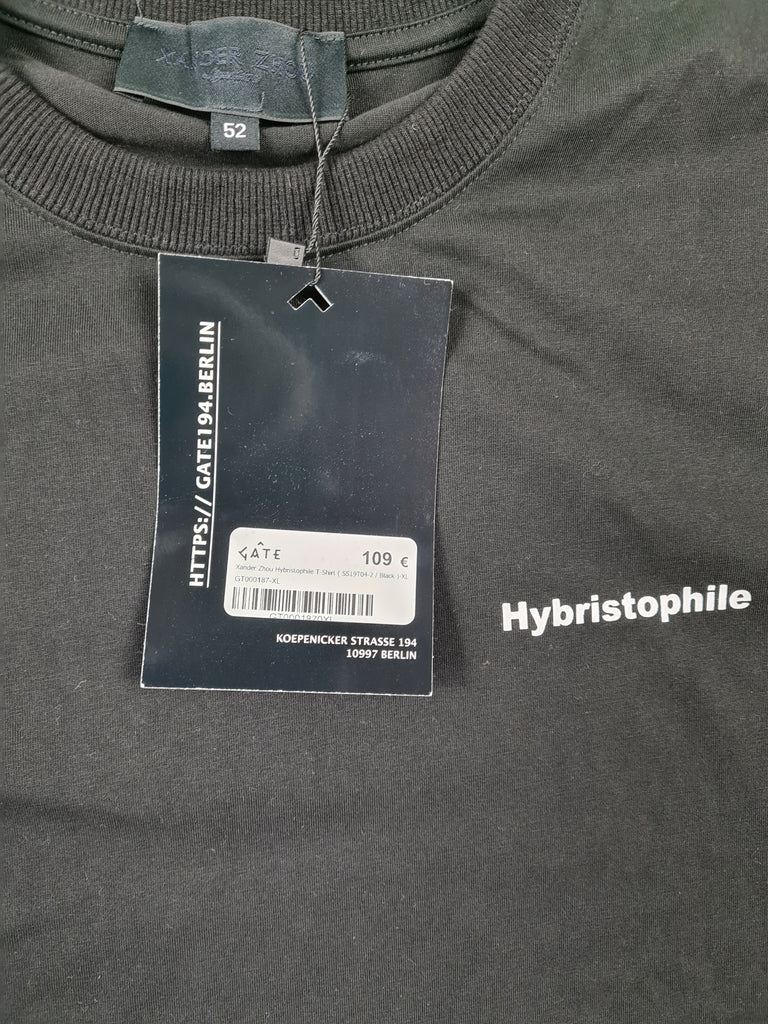 XANDER ZHOU
52
HTTPS:// GATE194.BERLIN
GÂTE
109 €
Xander Zhou Hybristophile T-Shirt ( SS19T04-2 / Black )-XL
GT000187-XL
GT0001870XL
KOEPENICKER STRASSE 194
10997 BERLIN
Hybristophile